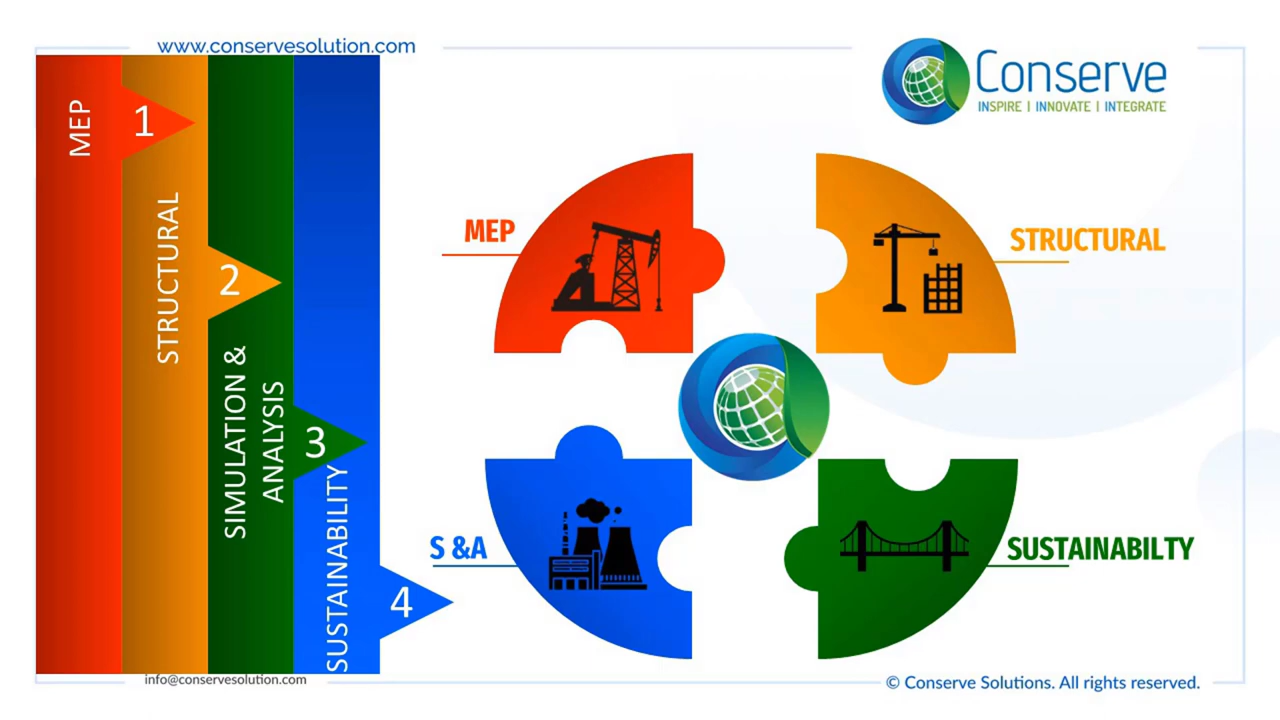 www.conservesolution.com
Conserve
INSPIRE | INNOVATE | INTEGRATE
MEP
1
STRUCTURAL
2
SIMULATION &
ANALYSIS
3
SUSTAINABILITY
4
MEP
STRUCTURAL
S &A
SUSTAINABILTY
info@conservesolution.com
© Conserve Solutions. All rights reserved.